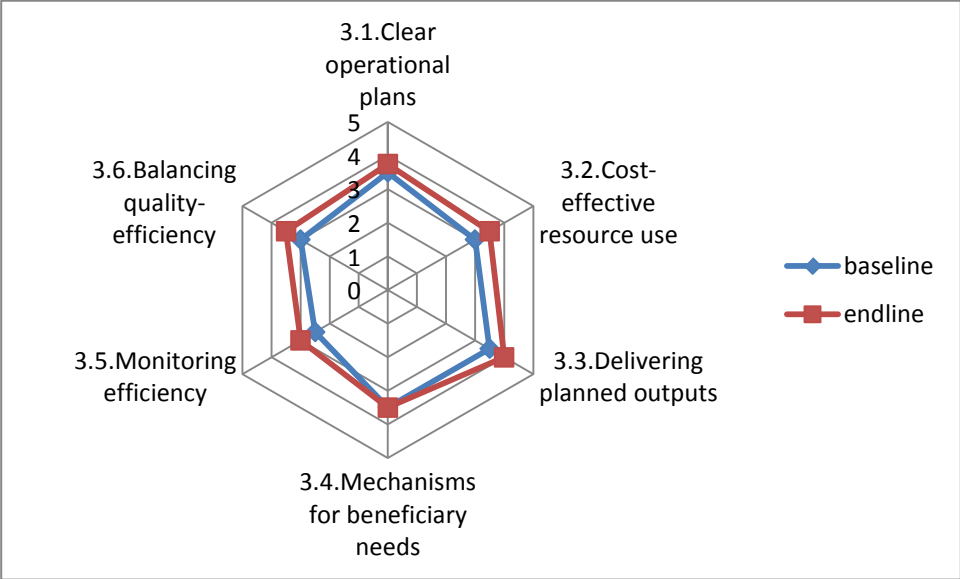 3.1.Clear
operational
plans
5
4
3
2
1
0
3.2.Cost-
effective
resource use
3.3.Delivering
planned outputs
3.4.Mechanisms
for beneficiary
needs
3.5.Monitoring
efficiency
3.6.Balancing
quality-
efficiency
baseline
endline